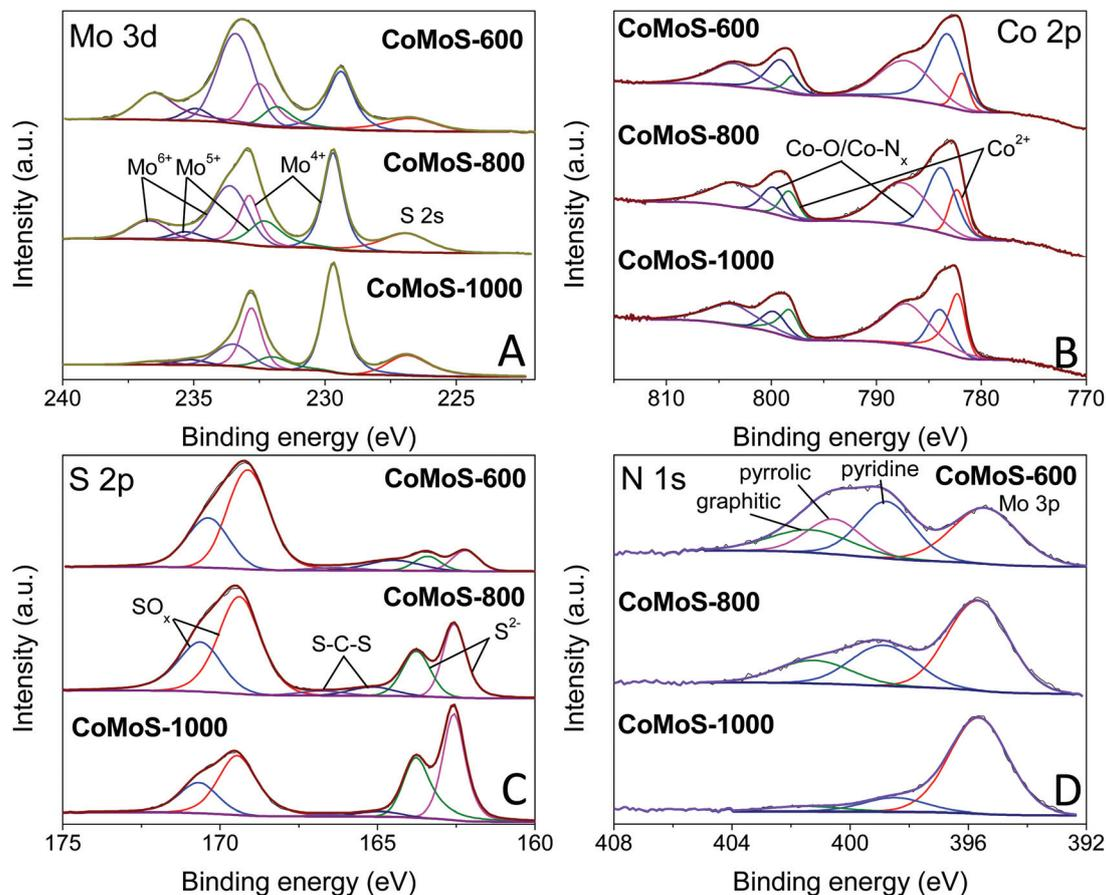 Mo 3d
CoMoS-600
CoMoS-800
Mo6+
Mo5+
Mo4+
S 2s
CoMoS-1000
A
240 235 230 225
Binding energy (eV)
Intensity (a.u.)
Co 2p
CoMoS-600
CoMoS-800
Co-O/Co-Nx
Co2+
CoMoS-1000
B
810 800 790 780 770
Binding energy (eV)
Intensity (a.u.)
S 2p
CoMoS-600
CoMoS-800
SOx
S-C-S
S2-
CoMoS-1000
C
175 170 165 160
Binding energy (eV)
Intensity (a.u.)
N 1s
CoMoS-600
pyrrolic
pyridine
graphitic
Mo 3p
CoMoS-800
CoMoS-1000
D
408 404 400 396 392
Binding energy (eV)
Intensity (a.u.)